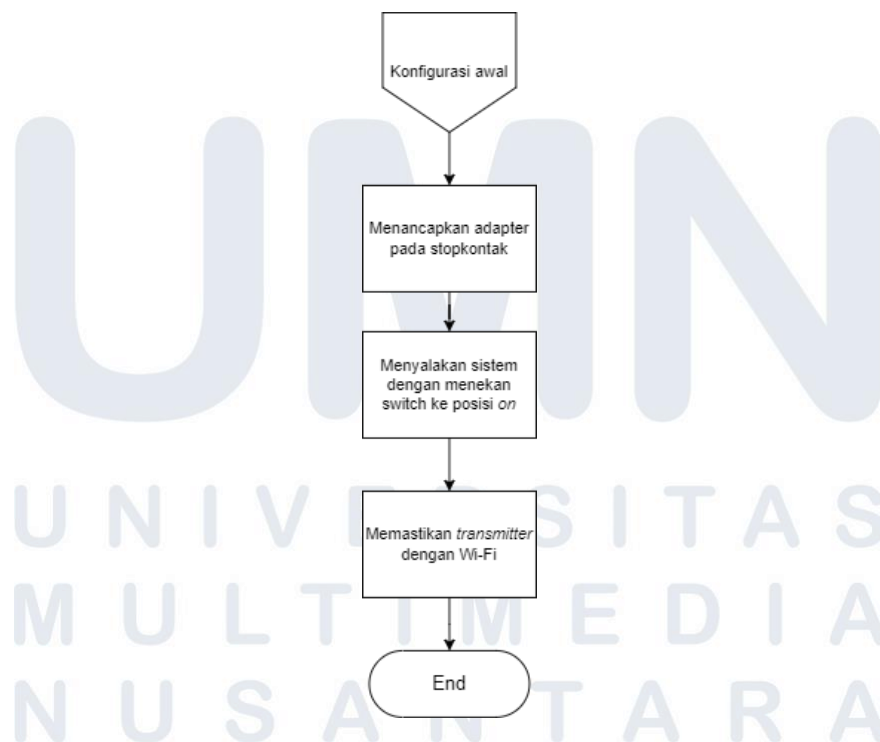 Konfigurasi awal
Menancapkan adapter
pada stopkontak
Menyalakan sistem
dengan menekan
switch ke posisi on
Memastikan transmitter
dengan Wi-Fi
End
UMN
UNIVERSITAS
MULTIMEDIA
NUSANTARA